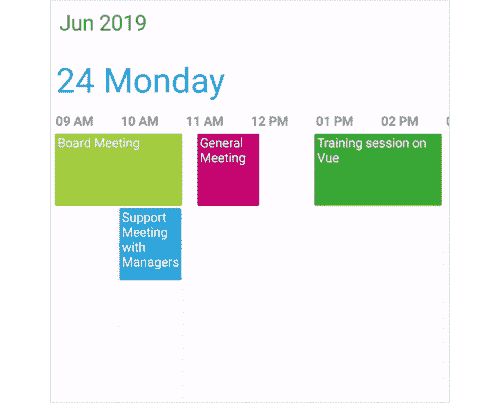 Jun 2019
24 Monday
09 AM 10 AM 11 AM 12 PM 01 PM 02 PM
Board Meeting
General
Meeting
Training session on
Vue
Support
Meeting
with
Managers